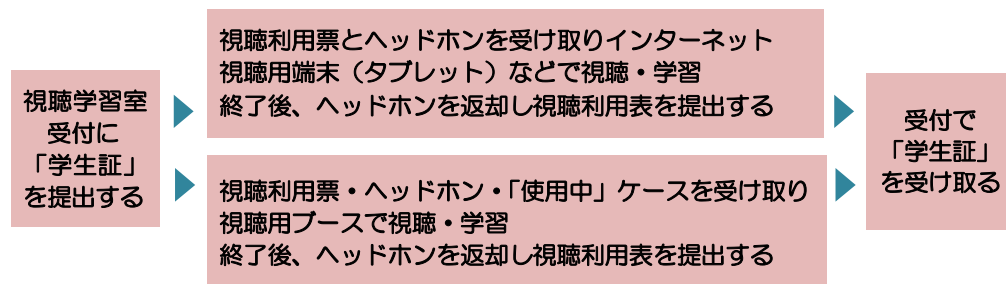 視聴学習室
受付に
「学生証」
を提出する
視聴利用票とヘッドホンを受け取りインターネット
視聴用端末（タブレット）などで視聴・学習
終了後、ヘッドホンを返却し視聴利用表を提出する
視聴利用票・ヘッドホン・「使用中」ケースを受け取り
視聴用ブースで視聴・学習
終了後、ヘッドホンを返却し視聴利用表を提出する
受付で
「学生証」
を受け取る